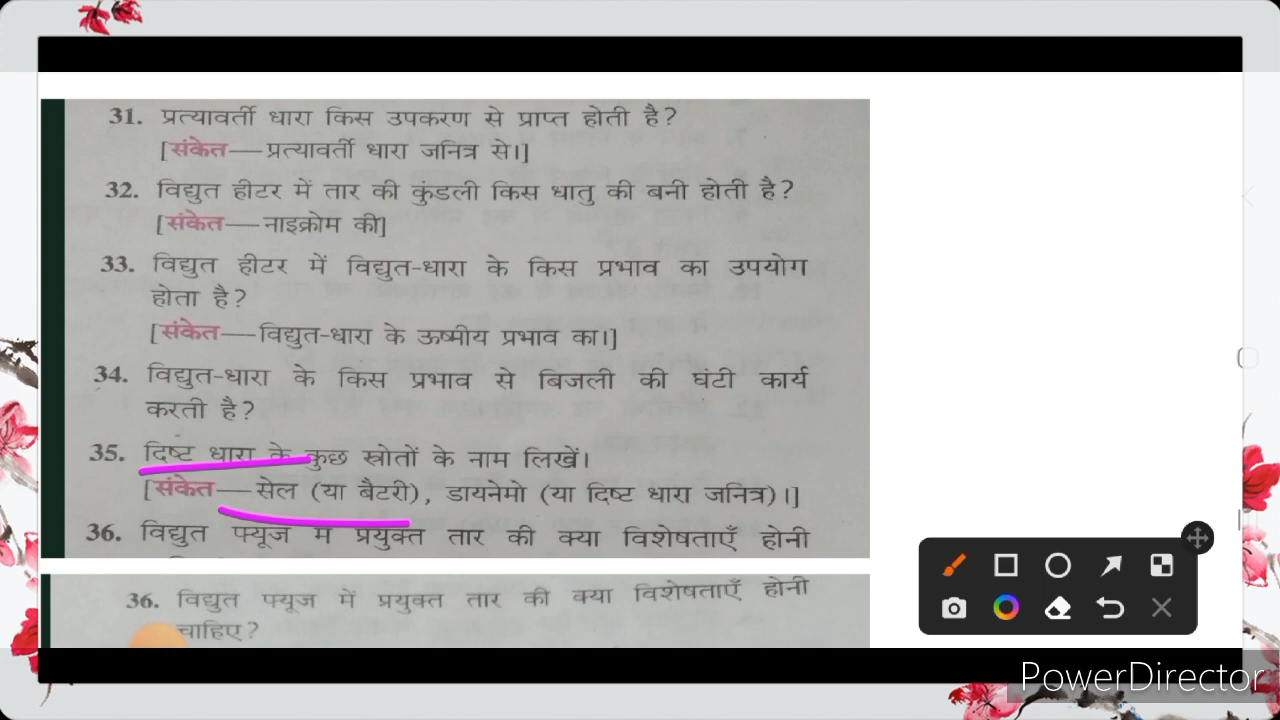 31. प्रत्यावर्ती धारा किस उपकरण से प्राप्त होती है?
[संकेत—प्रत्यावर्ती धारा जनित्र से।]
32. विद्युत हीटर में तार की कुंडली किस धातु की बनी होती है?
[संकेत—नाइक्रोम की]
33. विद्युत हीटर में विद्युत-धारा के किस प्रभाव का उपयोग
होता है?
[संकेत—विद्युत-धारा के ऊष्मीय प्रभाव का।]
34. विद्युत-धारा के किस प्रभाव से बिजली की घंटी कार्य
करती है?
35. दिष्ट धारा के कुछ स्रोतों के नाम लिखें।
[संकेत—सेल (या बैटरी), डायनेमो (या दिष्ट धारा जनित्र)।]
36. विद्युत फ्यूज में प्रयुक्त तार की क्या विशेषताएँ होनी
36. विद्युत फ्यूज में प्रयुक्त तार की क्या विशेषताएँ होनी
चाहिए?
PowerDirector